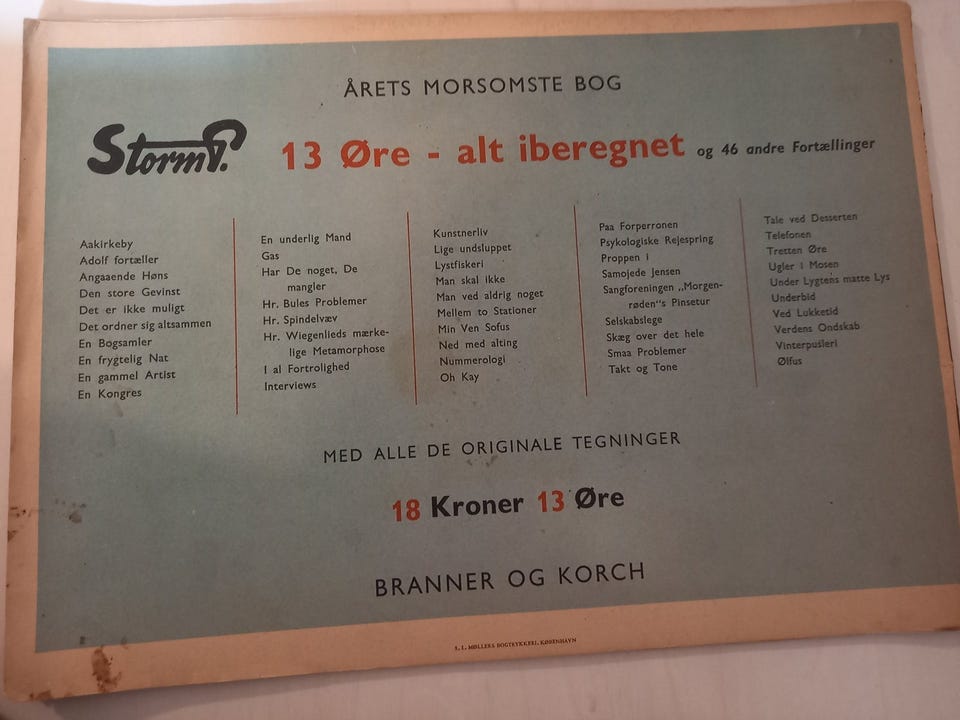 ÅRETS MORSOMSTE BOG
Storm P.
13 Øre - alt iberegnet og 46 andre Fortællinger
Aakirkeby
Adolf fortæller
Angaaende Høns
Den store Gevinst
Det er ikke muligt
Det ordner sig altsammen
En Bogsamler
En frygtelig Nat
En gammel Artist
En Kongres
En underlig Mand
Gas
Har De noget, De
mangler
Hr. Bules Problemer
Hr. Spindelvæv
Hr. Wiegenlieds mærke-
lige Metamorphose
I al Fortrolighed
Interviews
Kunstnerliv
Lige undsluppet
Lystfiskeri
Man skal ikke
Man ved aldrig noget
Mellem to Stationer
Min Ven Sofus
Ned med alting
Nummerologi
Oh Kay
Paa Forperronen
Psykologiske Rejespring
Proppen i
Samojede Jensen
Sangforeningen „Morgen-
røden“s Pinsetur
Selskabslege
Skæg over det hele
Smaa Problemer
Takt og Tone
Tale ved Desserten
Telefonen
Tretten Øre
Ugler i Mosen
Under Lygtens matte Lys
Underbid
Ved Lukketid
Verdens Ondskab
Vinterpusleri
Ølfus
MED ALLE DE ORIGINALE TEGNINGER
18 Kroner 13 Øre
BRANNER OG KORCH
S. L. MØLLERS BOGTRYKKERI, KØBENHAVN